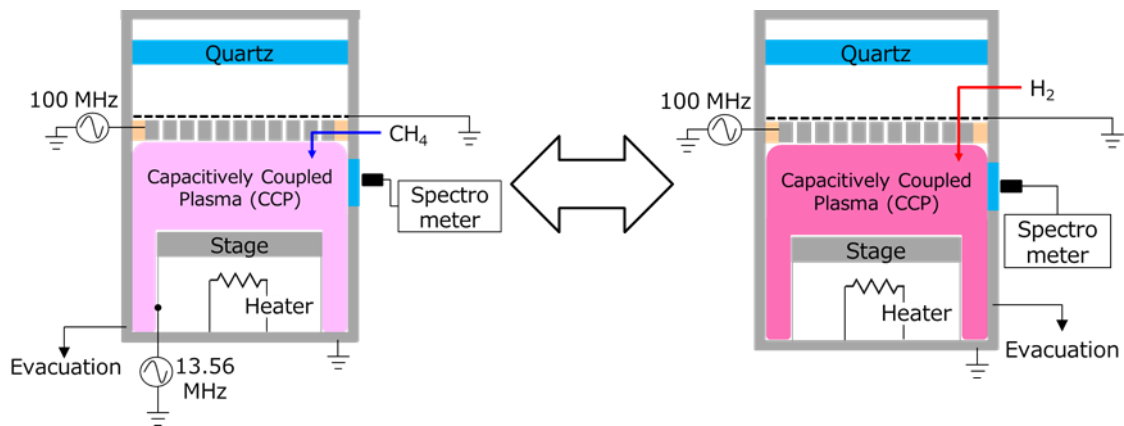 Quartz
100 MHz
CH4
Capacitively Coupled
Plasma (CCP)
Spectro
meter
Stage
Heater
Evacuation
13.56
MHz
Quartz
100 MHz
H2
Capacitively Coupled
Plasma (CCP)
Spectro
meter
Stage
Heater
Evacuation